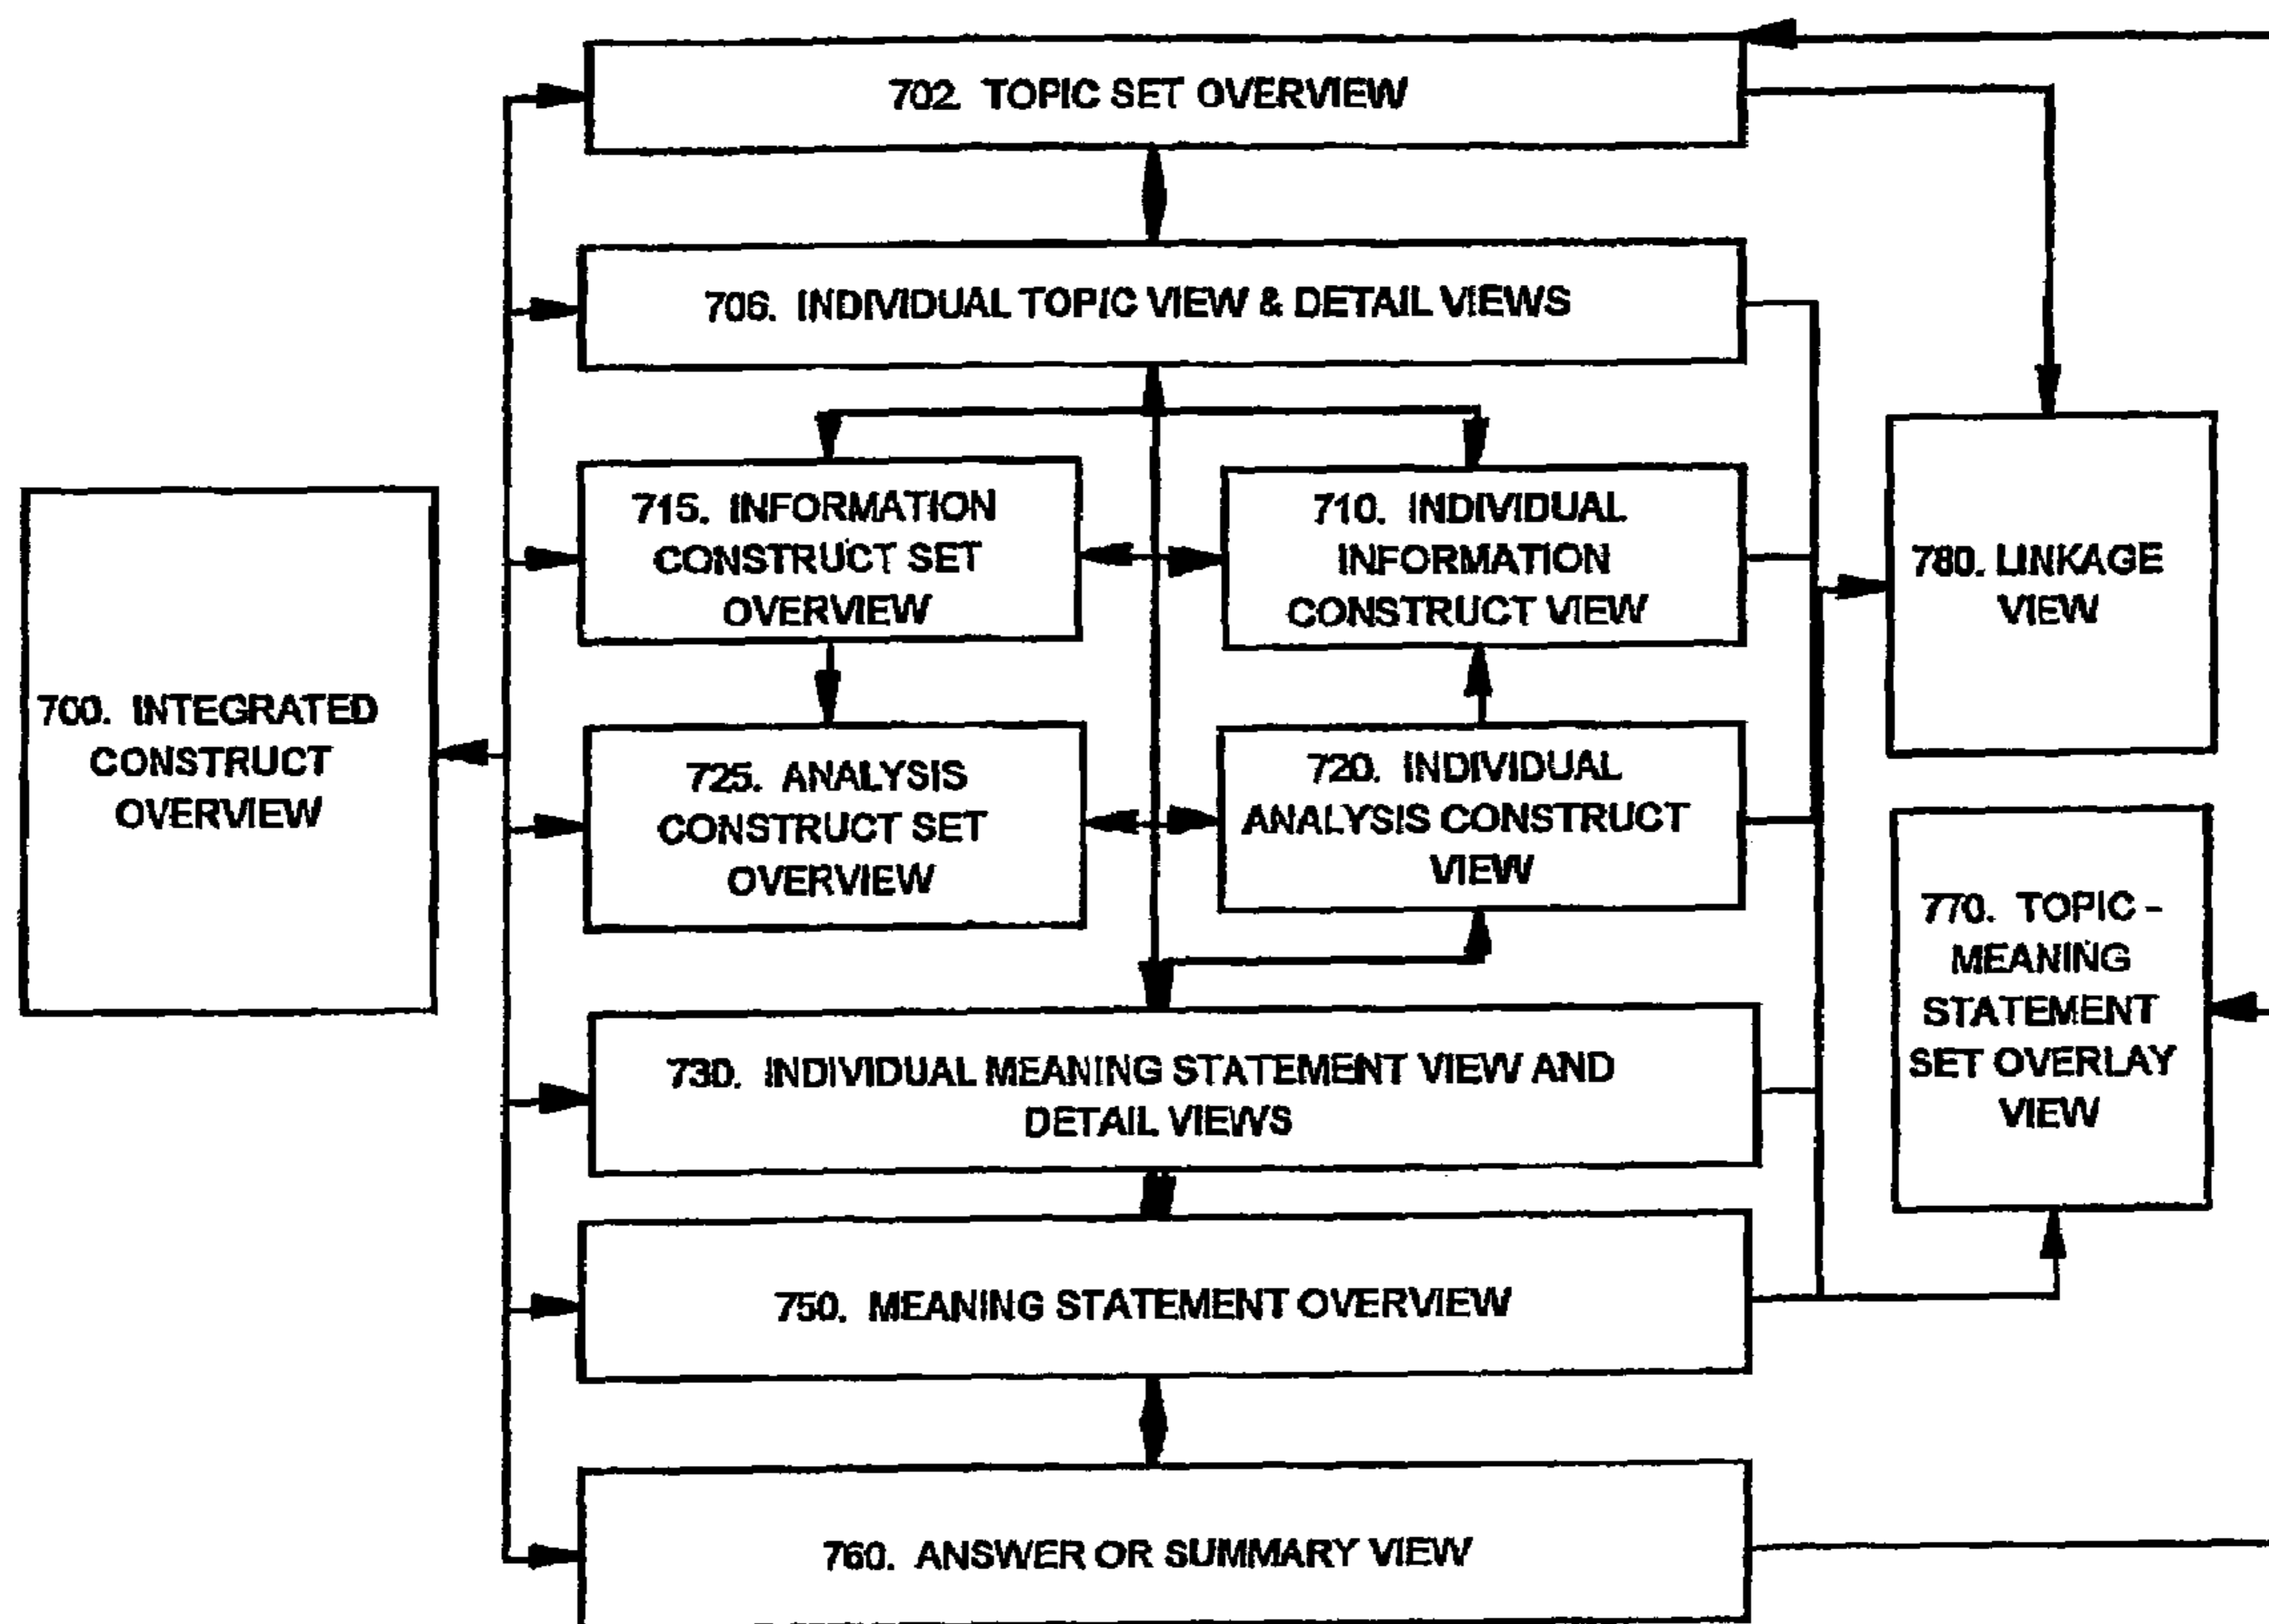 702. TOPIC SET OVERVIEW
706. INDIVIDUAL TOPIC VIEW & DETAIL VIEWS
715. INFORMATION
CONSTRUCT SET
OVERVIEW
710. INDIVIDUAL
INFORMATION
CONSTRUCT VIEW
780. LINKAGE
VIEW
700. INTEGRATED
CONSTRUCT
OVERVIEW
725. ANALYSIS
CONSTRUCT SET
OVERVIEW
720. INDIVIDUAL
ANALYSIS CONSTRUCT
VIEW
770. TOPIC -
MEANING
STATEMENT
SET OVERLAY
VIEW
730. INDIVIDUAL MEANING STATEMENT VIEW AND
DETAIL VIEWS
750. MEANING STATEMENT OVERVIEW
760. ANSWER OR SUMMARY VIEW